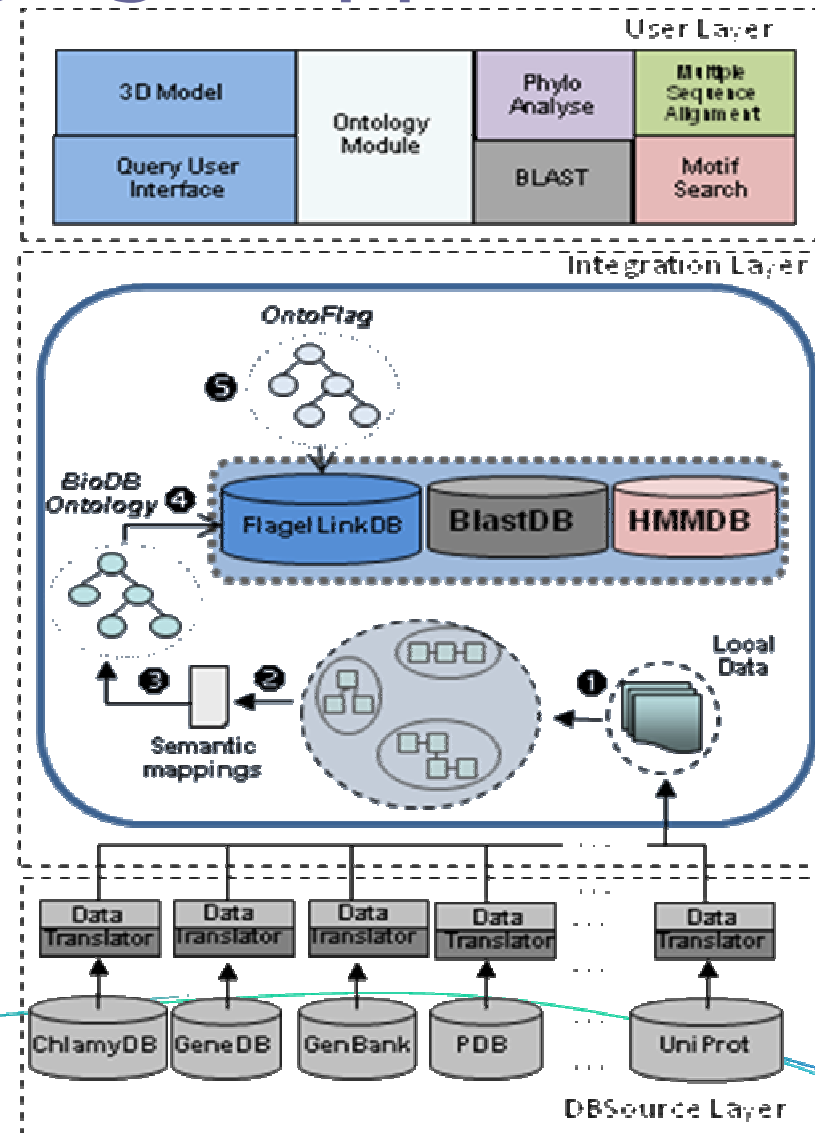 User Layer
3D Model
Query User
Interface
Ontology
Module
Phylo
Analyse
BLAST
Multiple
Sequence
Alignment
Motif
Search
Integration Layer
OntoFlag
5
BioDB
Ontology
4
FlagelLinkDB
BlastDB
HMMDB
Local
Data
1
2
3
Semantic
mappings
...
Data
Translator
Data
Translator
Data
Translator
Data
Translator
...
Data
Translator
ChlamyDB
GeneDB
GenBank
PDB
...
UniProt
DBSource Layer